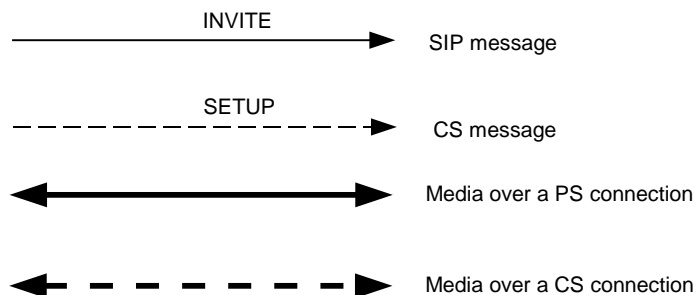 INVITE
SIP message
SETUP
CS message
Media over a PS connection
Media over a CS connection